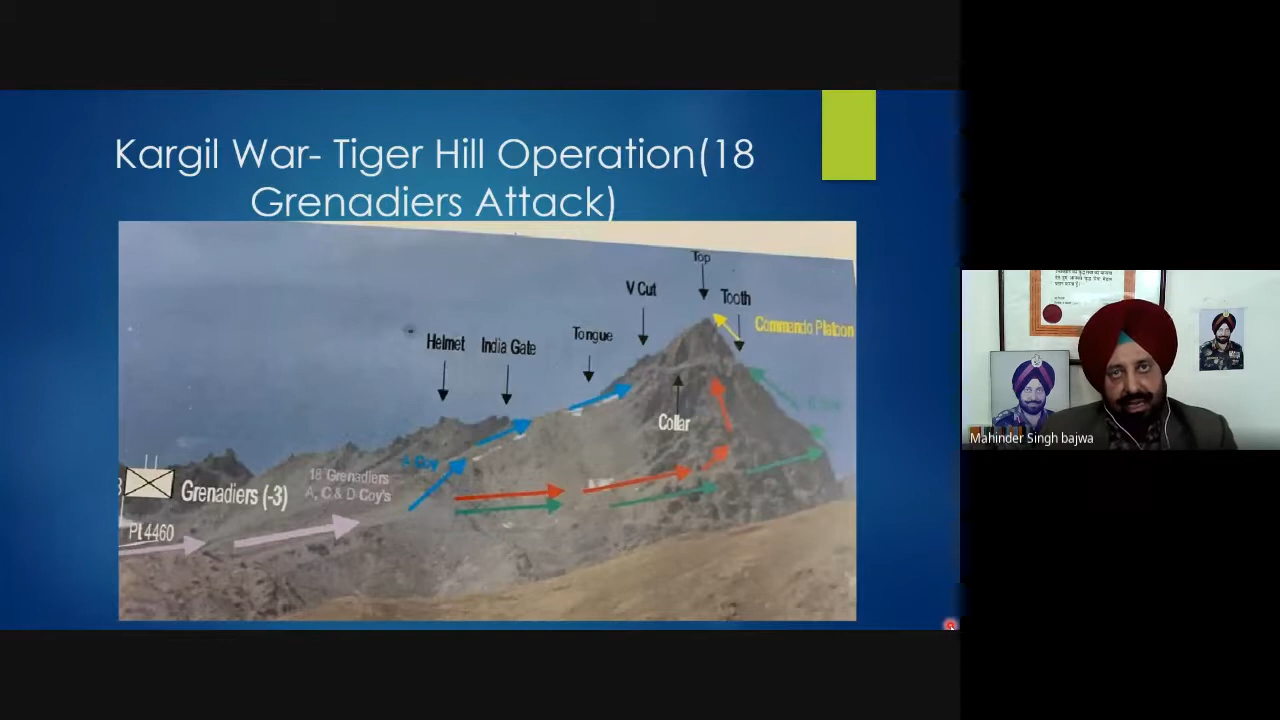 Kargil War- Tiger Hill Operation(18
Grenadiers Attack)
Top
V Cut
Tooth
Commando Platoon
Helmet
India Gate
Tongue
Collar
A Coy
18 Grenadiers
A, C & D Coy's
Grenadiers (-3)
Pt 4460
Mahinder Singh bajwa